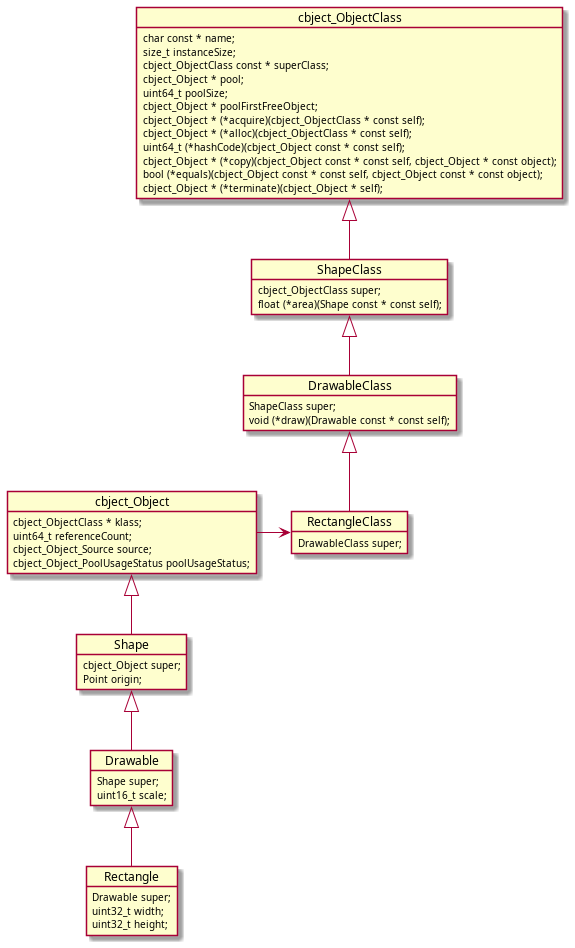 cbject_ObjectClass
char const * name;
size_t instanceSize;
cbject_ObjectClass const * superClass;
cbject_Object * pool;
uint64_t poolSize;
cbject_Object * poolFirstFreeObject;
cbject_Object * (*acquire)(cbject_ObjectClass * const self);
cbject_Object * (*alloc)(cbject_ObjectClass * const self);
uint64_t (*hashCode)(cbject_Object const * const self);
cbject_Object * (*copy)(cbject_Object const * const self, cbject_Object * const object);
bool (*equals)(cbject_Object const * const self, cbject_Object const * const object);
cbject_Object * (*terminate)(cbject_Object * self);
ShapeClass
cbject_ObjectClass super;
float (*area)(Shape const * const self);
DrawableClass
ShapeClass super;
void (*draw)(Drawable const * const self);
cbject_Object
cbject_ObjectClass * klass;
uint64_t referenceCount;
cbject_Object_Source source;
cbject_Object_PoolUsageStatus poolUsageStatus;
RectangleClass
DrawableClass super;
Shape
cbject_Object super;
Point origin;
Drawable
Shape super;
uint16_t scale;
Rectangle
Drawable super;
uint32_t width;
uint32_t height;